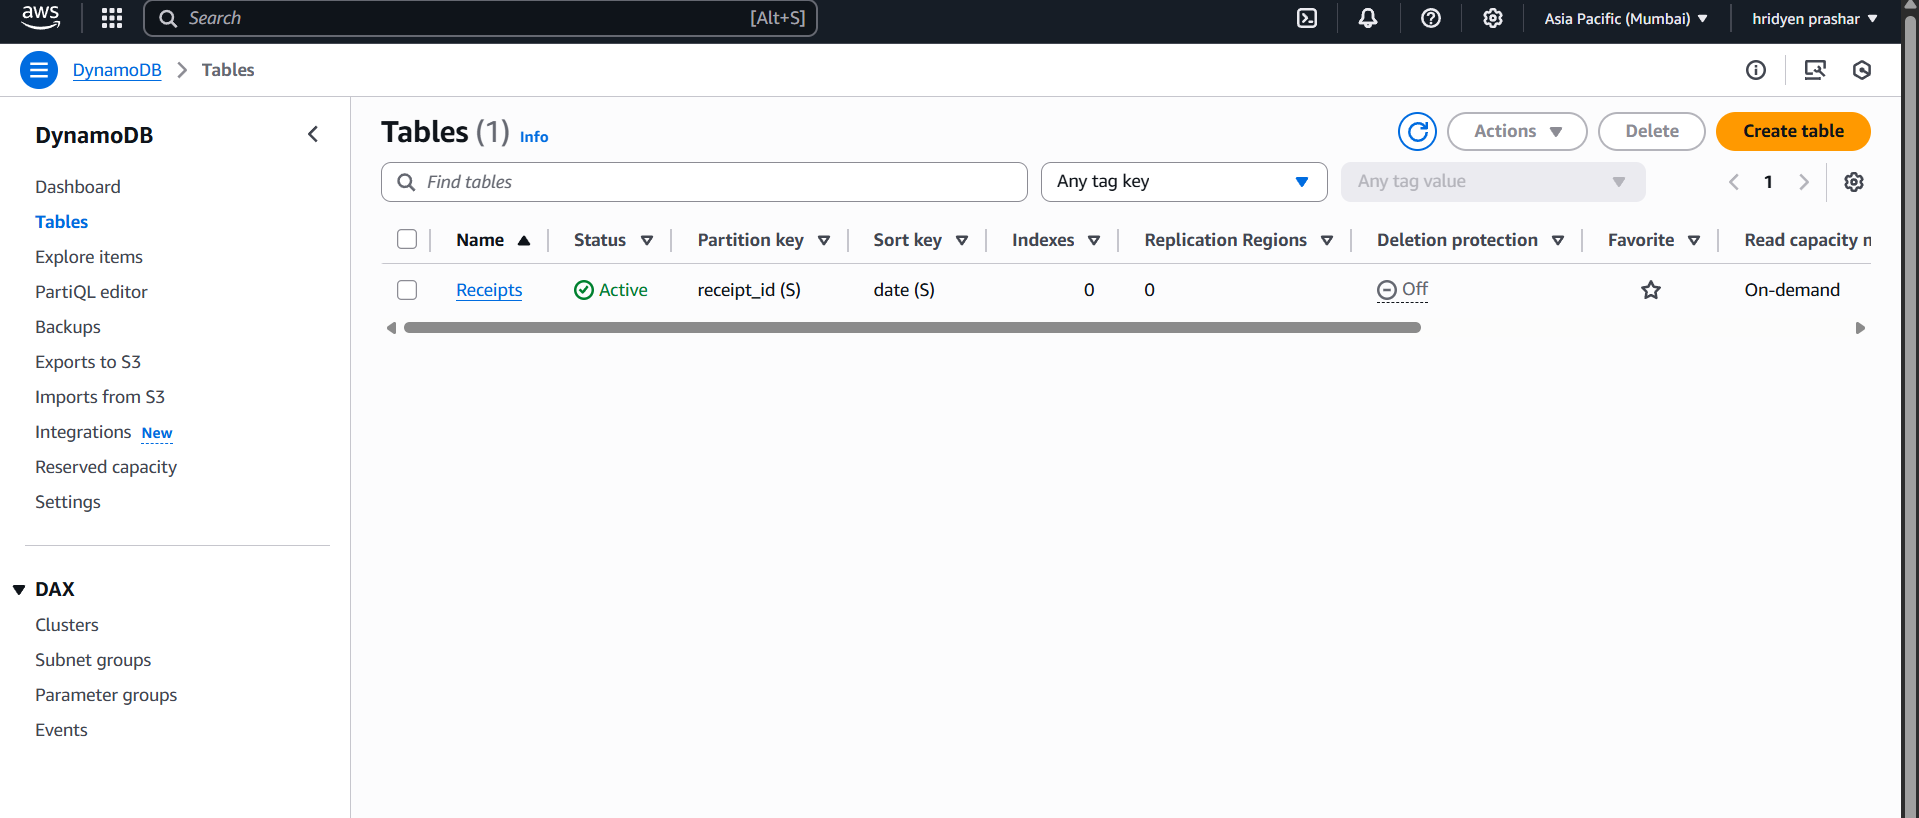 aws
Search [Alt+S]
Asia Pacific (Mumbai)
hridyen prashar
DynamoDB
Tables
DynamoDB
Dashboard
Tables
Explore items
PartiQL editor
Backups
Exports to S3
Imports from S3
Integrations New
Reserved capacity
Settings
DAX
Clusters
Subnet groups
Parameter groups
Events
Tables (1) Info
Actions
Delete
Create table
Find tables
Any tag key
Any tag value
1
Name Status Partition key Sort key Indexes Replication Regions Deletion protection Favorite Read capacity
Receipts Active receipt_id (S) date (S) 0 0 Off On-demand